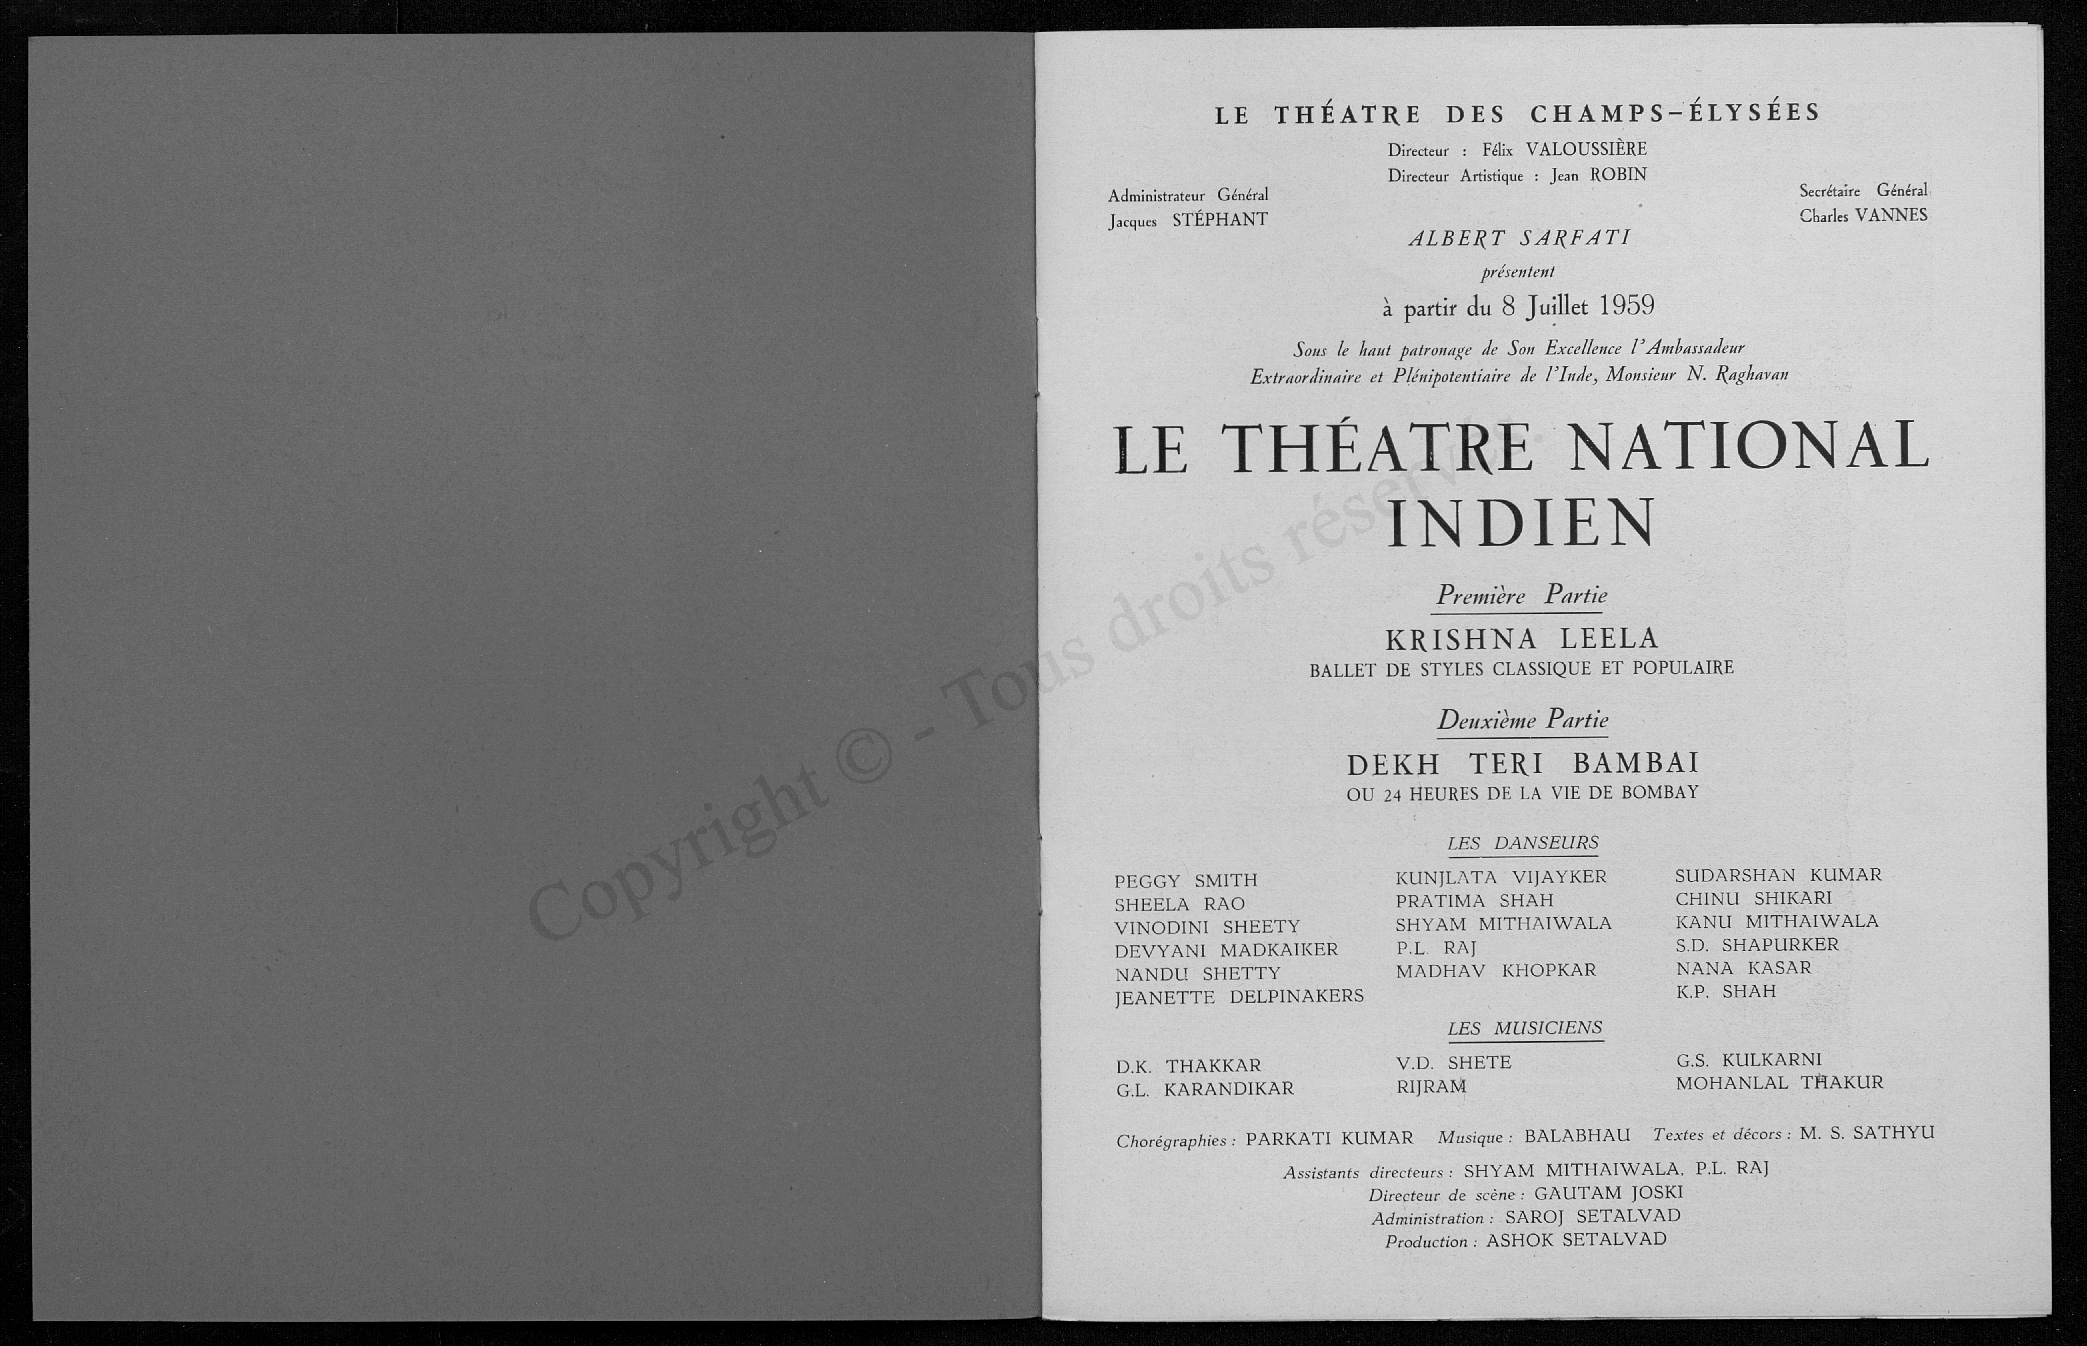 LE THÉATRE DES CHAMPS-ÉLYSÉES
Directeur : Félix VALOUSSIÈRE
Directeur Artistique : Jean ROBIN
Administrateur Général
Jacques STÉPHANT
Secrétaire Général
Charles VANNES
ALBERT SARFATI
présentent
à partir du 8 Juillet 1959
Sous le haut patronage de Son Excellence l'Ambassadeur
Extraordinaire et Plénipotentiaire de l'Inde, Monsieur N. Raghavan
LE THÉATRE NATIONAL
INDIEN
Première Partie
KRISHNA LEELA
BALLET DE STYLES CLASSIQUE ET POPULAIRE
Deuxième Partie
DEKH TERI BAMBAI
OU 24 HEURES DE LA VIE DE BOMBAY
LES DANSEURS
PEGGY SMITH
SHEELA RAO
VINODINI SHEETY
DEVYANI MADKAIKER
NANDU SHETTY
JEANETTE DELPINAKERS
KUNJLATA VIJAYKER
PRATIMA SHAH
SHYAM MITHAIWALA
P.L. RAJ
MADHAV KHOPKAR
SUDARSHAN KUMAR
CHINU SHIKARI
KANU MITHAIWALA
S.D. SHAPURKER
NANA KASAR
K.P. SHAH
LES MUSICIENS
D.K. THAKKAR
G.L. KARANDIKAR
V.D. SHETE
RIJRAM
G.S. KULKARNI
MOHANLAL THAKUR
Chorégraphies : PARKATI KUMAR Musique : BALABHAU Textes et décors : M. S. SATHYU
Assistants directeurs : SHYAM MITHAIWALA, P.L. RAJ
Directeur de scène : GAUTAM JOSKI
Administration : SAROJ SETALVAD
Production : ASHOK SETALVAD
Copyright © - Tous droits réservés.